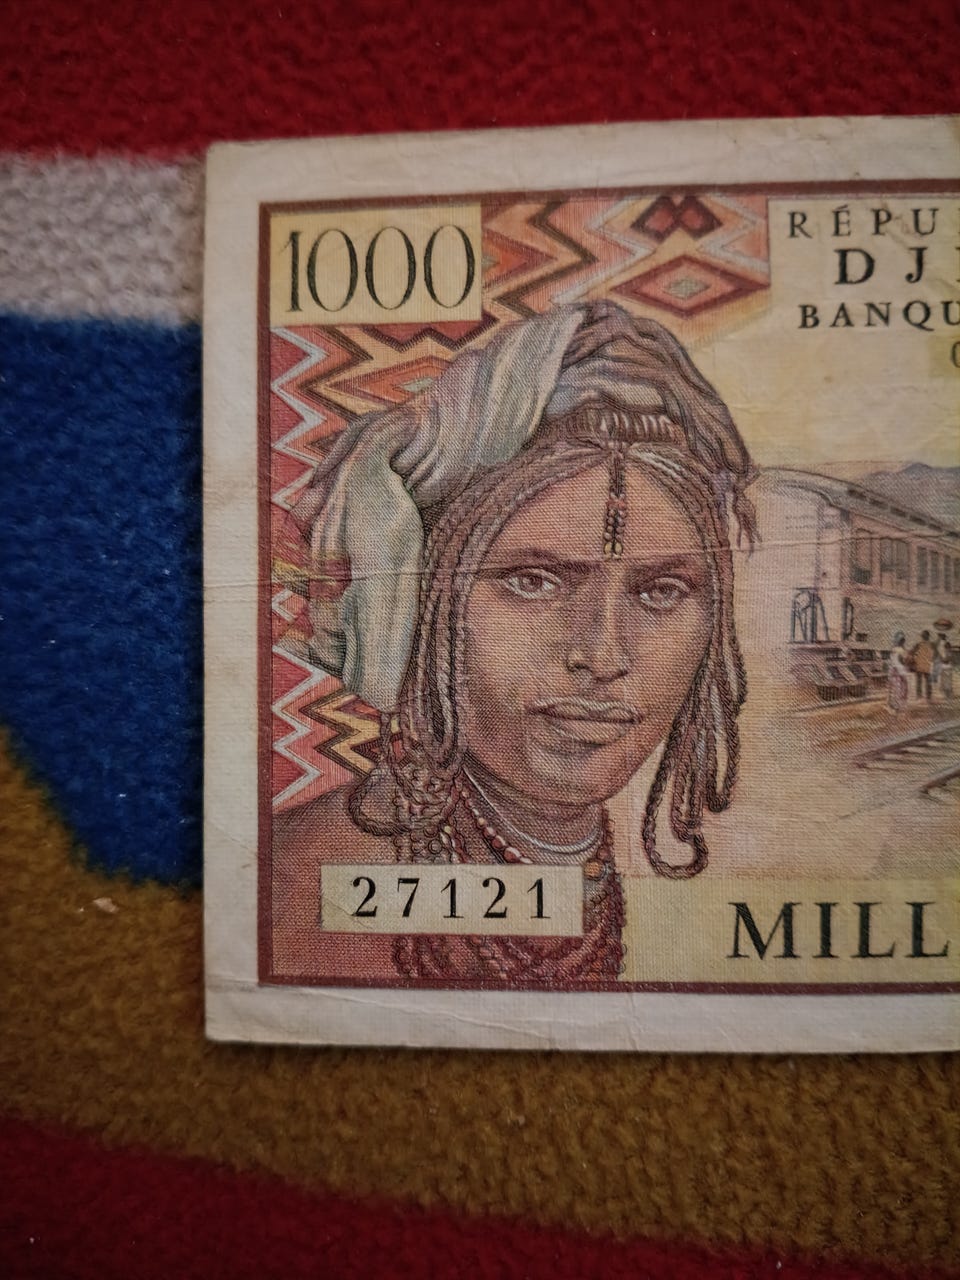 1000
RÉPU
DJ
BANQU
27121
MILL